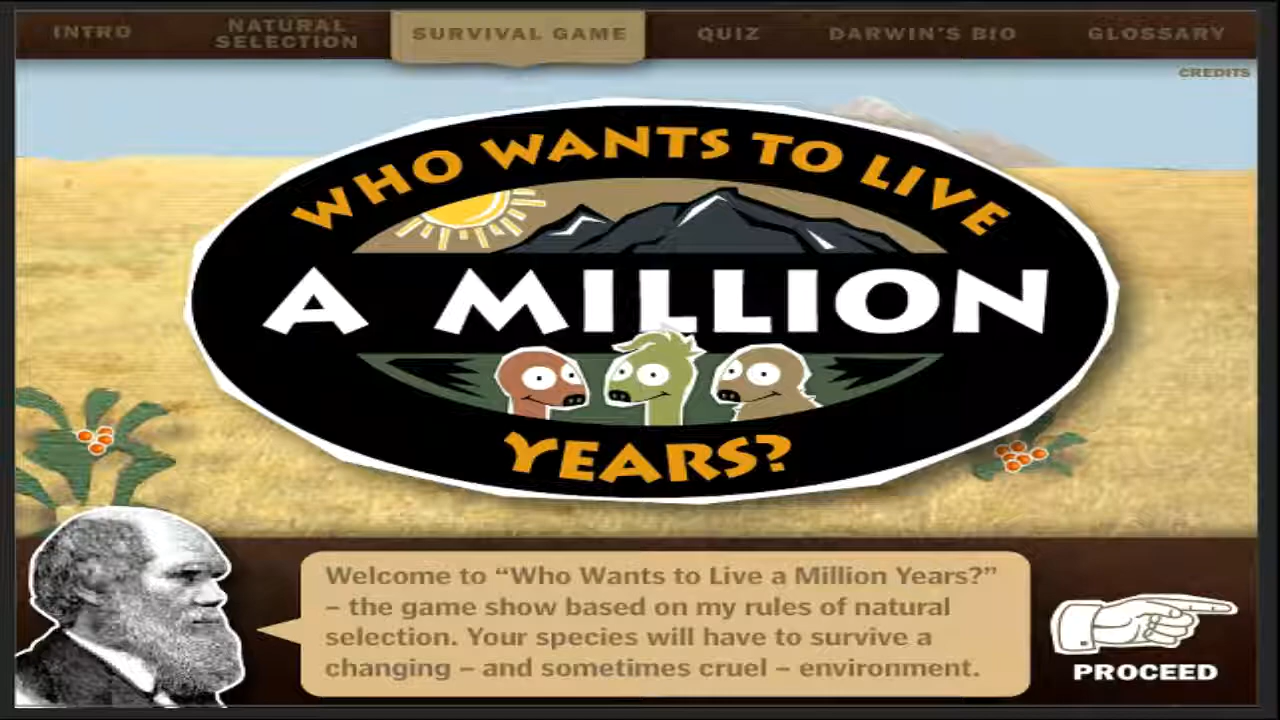 INTRO
NATURAL
SELECTION
SURVIVAL GAME
QUIZ
DARWIN'S BIO
GLOSSARY
CREDITS
WHO WANTS TO LIVE
A MILLION
YEARS?
Welcome to “Who Wants to Live a Million Years?”
– the game show based on my rules of natural
selection. Your species will have to survive a
changing – and sometimes cruel – environment.
PROCEED